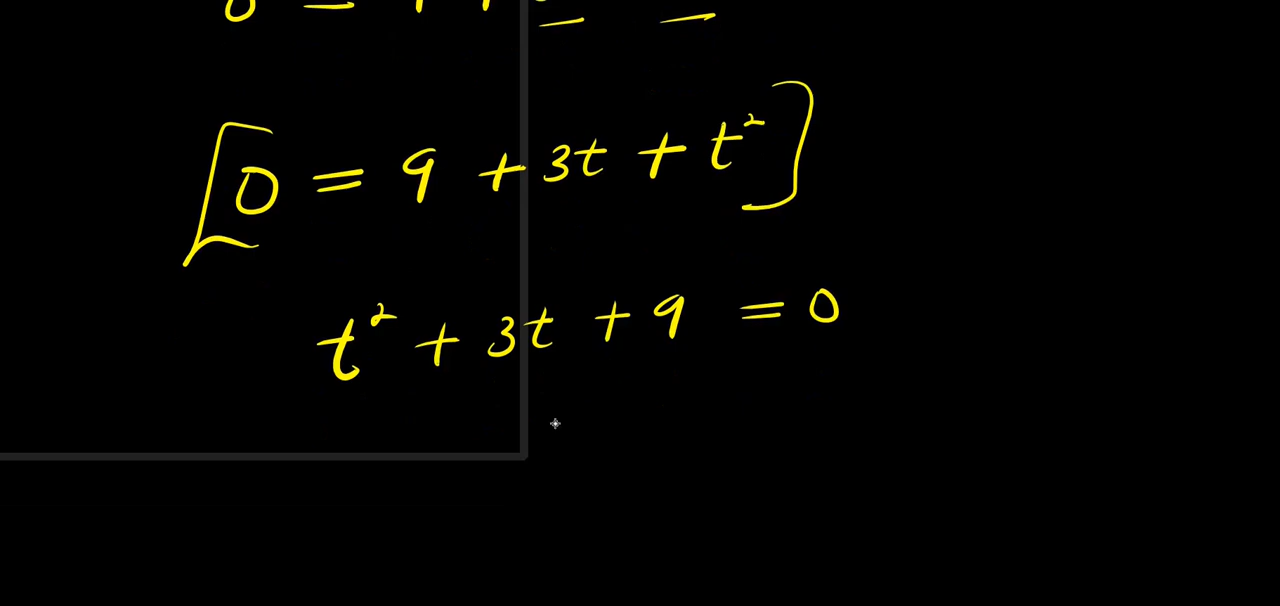 [0 = 9 + 3t + t²]
t² + 3t + 9 = 0